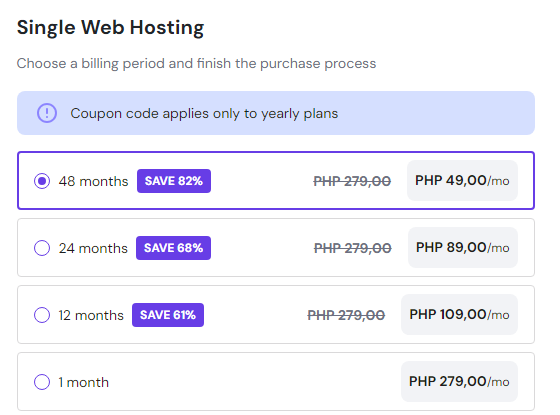 Single Web Hosting
Choose a billing period and finish the purchase process
Coupon code applies only to yearly plans
48 months SAVE 82% PHP 279,00 PHP 49,00/mo
24 months SAVE 68% PHP 279,00 PHP 89,00/mo
12 months SAVE 61% PHP 279,00 PHP 109,00/mo
1 month PHP 279,00/mo